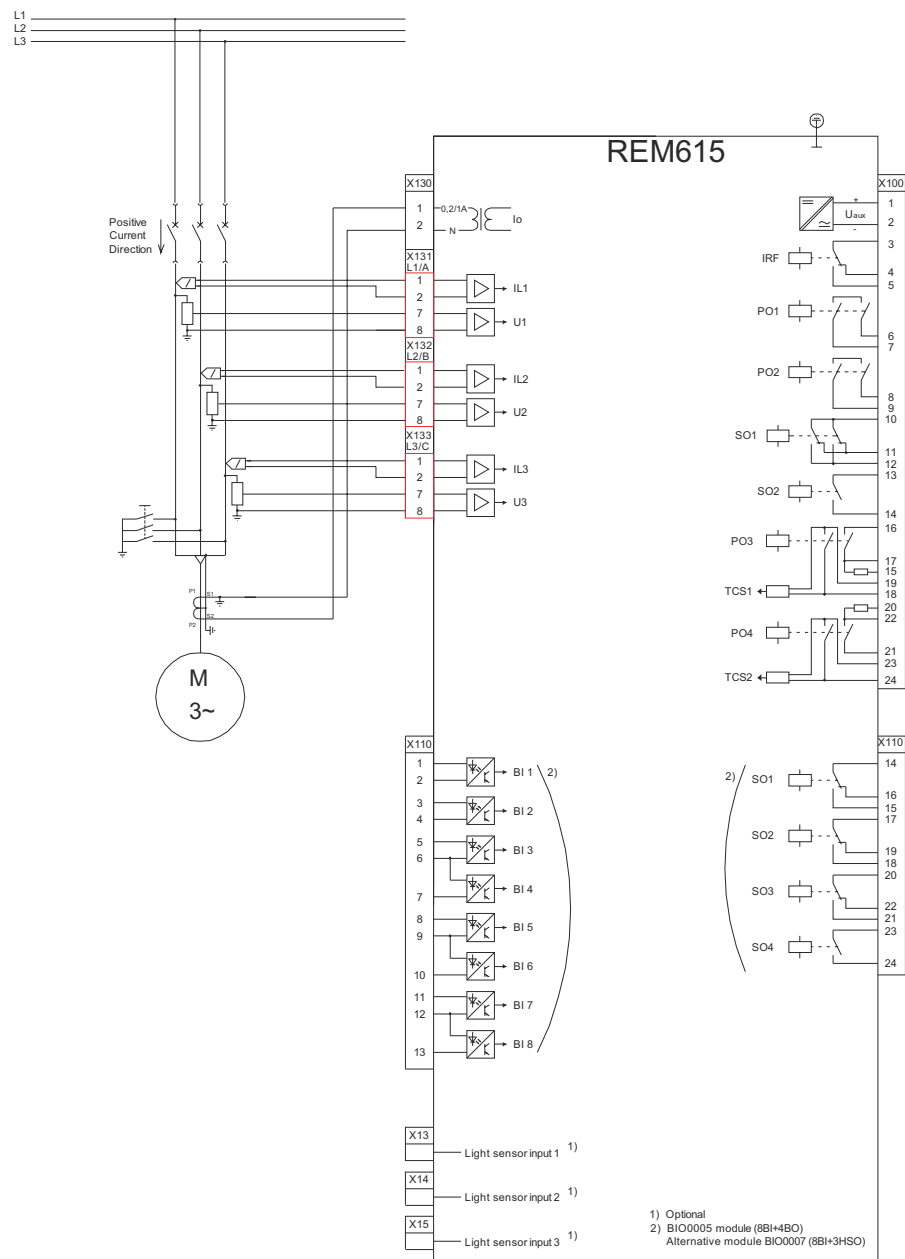 L1
L2
L3
REM615
Positive
Current
Direction
X130
1
2
0,2/1A
N
Io
X131
L1/A
1
2
7
8
IL1
U1
X132
L2/B
1
2
7
8
IL2
U2
X133
L3/C
1
2
7
8
IL3
U3
P1
S1
P2
S2
M
3~
X100
+
Uaux
-
1
2
IRF
3
4
5
PO1
6
7
PO2
8
9
SO1
10
11
12
SO2
13
14
PO3
16
17
15
TCS1
19
18
20
PO4
22
21
23
TCS2
24
X110
1
2
BI 1
2)
3
4
BI 2
5
6
BI 3
7
BI 4
8
9
BI 5
10
BI 6
11
12
BI 7
13
BI 8
X110
2)
SO1
14
16
15
SO2
17
19
18
SO3
20
22
21
SO4
23
24
X13
Light sensor input 1 1)
X14
Light sensor input 2 1)
X15
Light sensor input 3 1)
1) Optional
2) BIO0005 module (8BI+4BO)
Alternative module BIO0007 (8BI+3HSO)